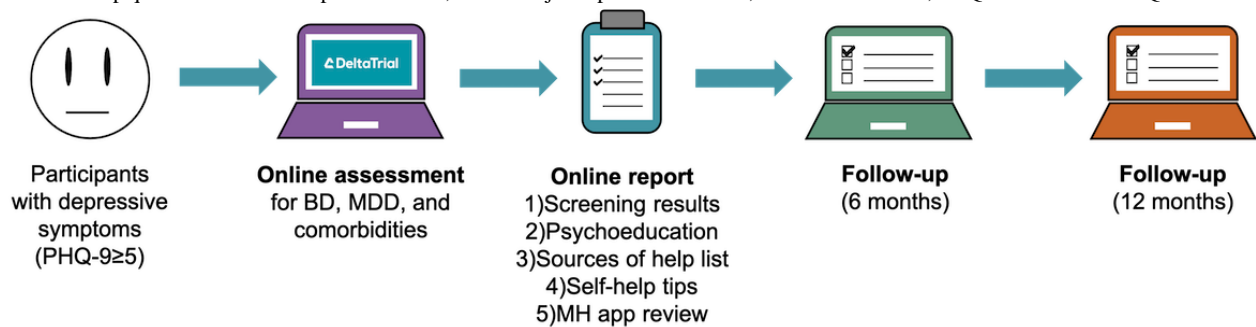 DeltaTrial
Participants
with depressive
symptoms
(PHQ-9≥5)
Online assessment
for BD, MDD, and
comorbidities
Online report
1)Screening results
2)Psychoeducation
3)Sources of help list
4)Self-help tips
5)MH app review
Follow-up
(6 months)
Follow-up
(12 months)